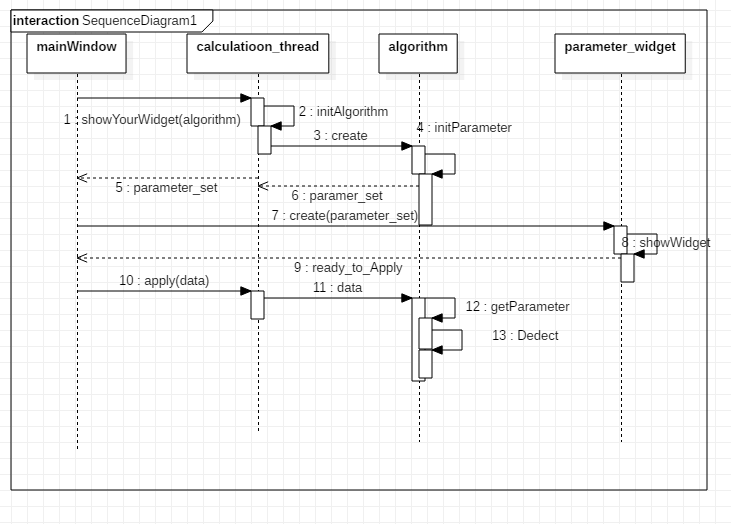 interaction SequenceDiagram1
mainWindow
calculatioon_thread
algorithm
parameter_widget
1 : showYourWidget(algorithm)
2 : initAlgorithm
3 : create
4 : initParameter
5 : parameter_set
6 : paramer_set
7 : create(parameter_set)
8 : showWidget
9 : ready_to_Apply
10 : apply(data)
11 : data
12 : getParameter
13 : Dedect